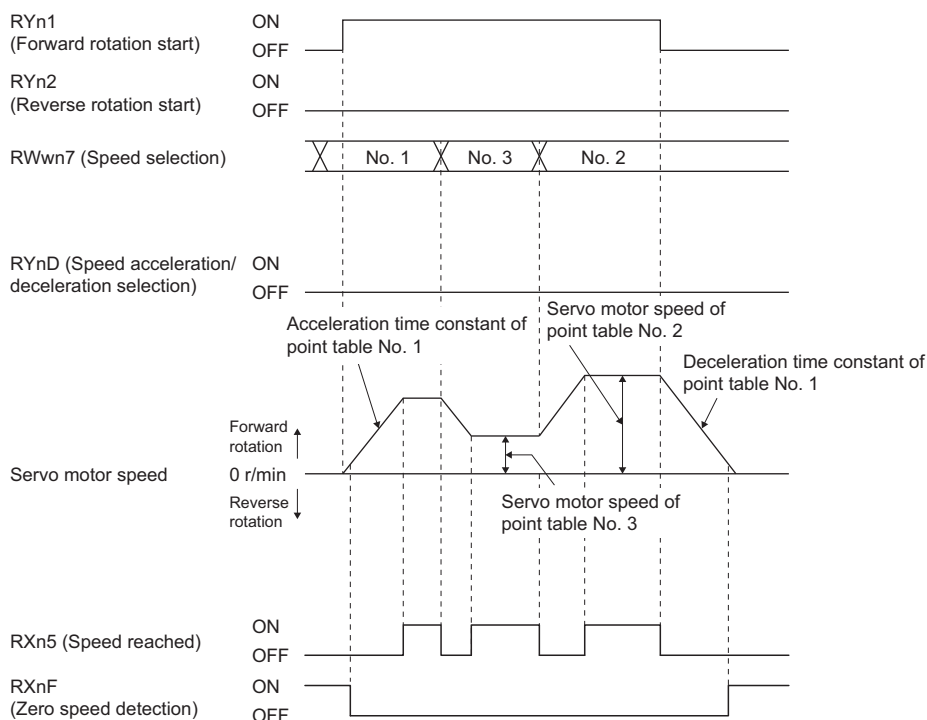 RYn1
(Forward rotation start)
ON
OFF
RYn2
(Reverse rotation start)
ON
OFF
RWwn7 (Speed selection)
No. 1
No. 3
No. 2
RYnD (Speed acceleration/
deceleration selection)
ON
OFF
Acceleration time constant of
point table No. 1
Servo motor speed of
point table No. 2
Deceleration time constant of
point table No. 1
Forward
rotation
Servo motor speed
0 r/min
Reverse
rotation
Servo motor speed of
point table No. 3
RXn5 (Speed reached)
ON
OFF
RXnF
(Zero speed detection)
ON
OFF